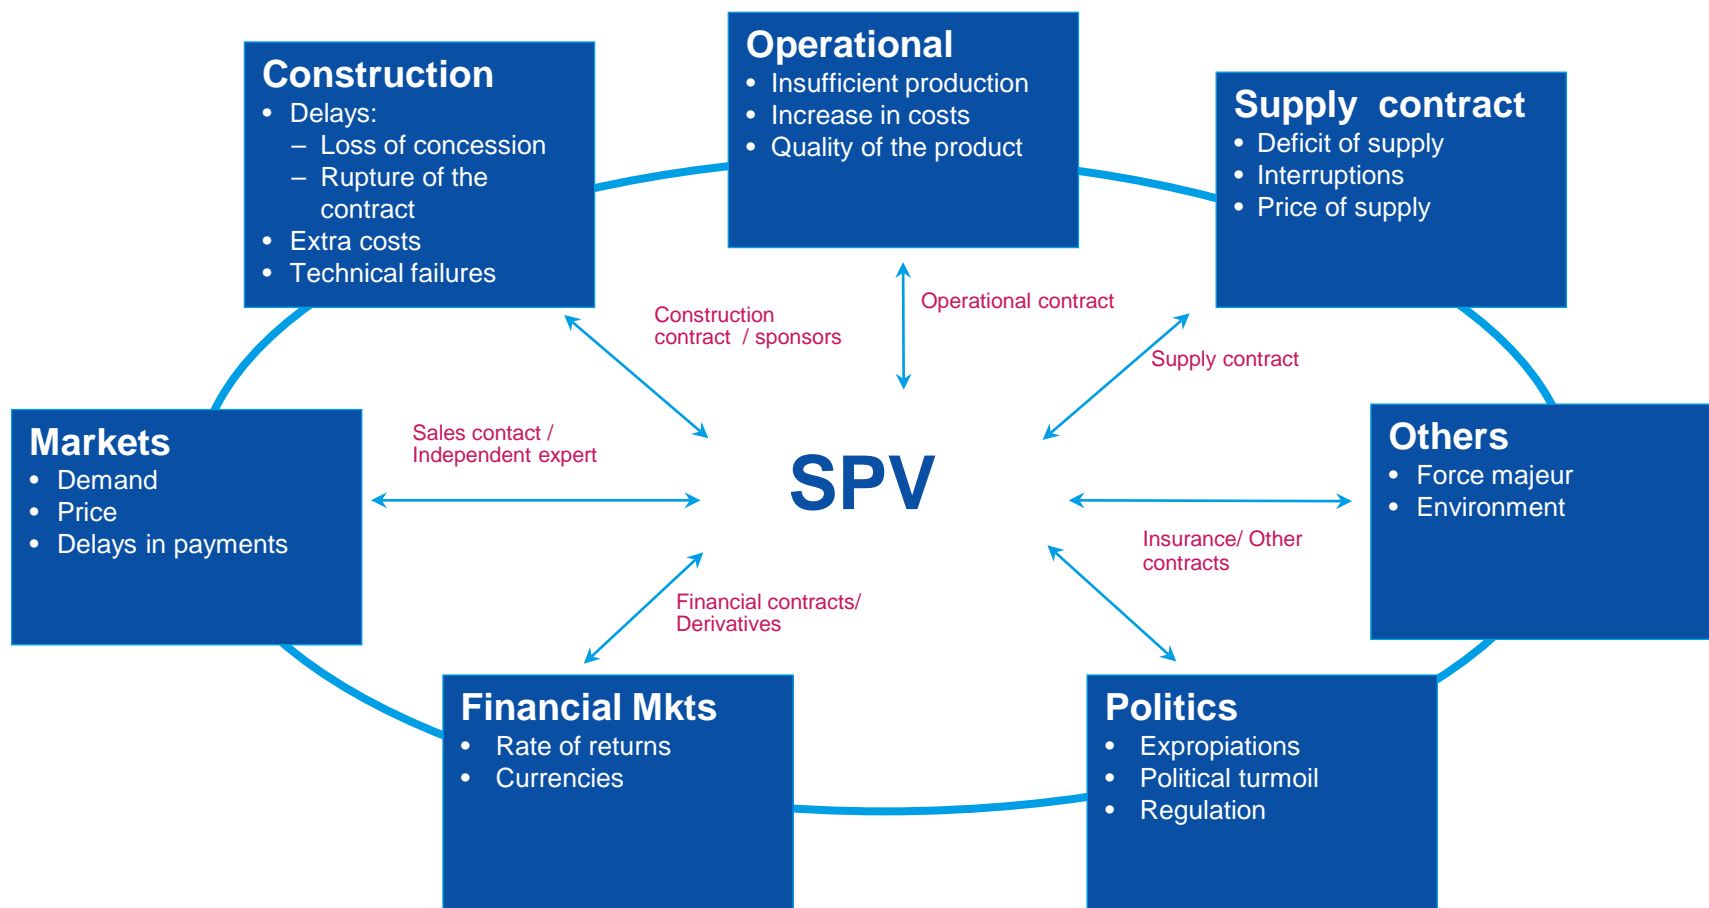 Construction
• Delays:
– Loss of concession
– Rupture of the
contract
• Extra costs
• Technical failures
Operational
• Insufficient production
• Increase in costs
• Quality of the product
Supply contract
• Deficit of supply
• Interruptions
• Price of supply
Construction
contract / sponsors
Operational contract
Supply contract
Markets
• Demand
• Price
• Delays in payments
Sales contact /
Independent expert
SPV
Others
• Force majeur
• Environment
Insurance/ Other
contracts
Financial contracts/
Derivatives
Financial Mkts
• Rate of returns
• Currencies
Politics
• Expropiations
• Political turmoil
• Regulation